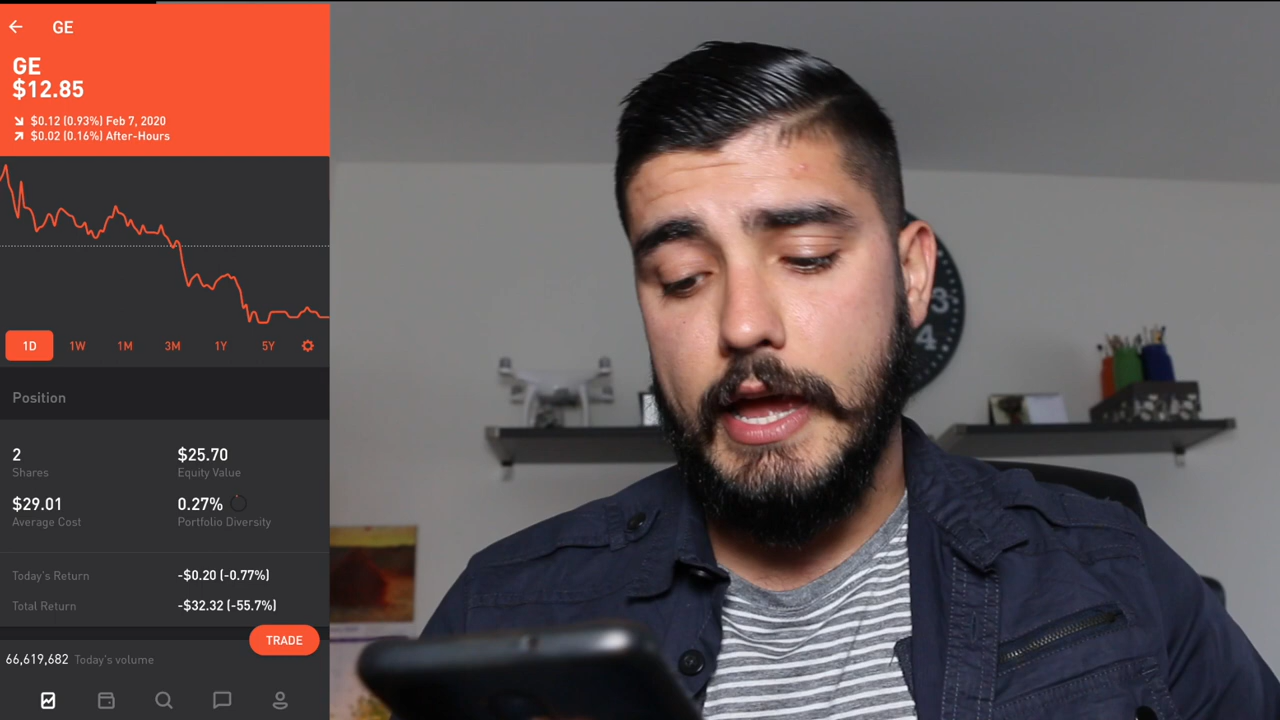 GE
GE
$12.85
$0.12 (0.93%) Feb 7, 2020
$0.02 (0.16%) After-Hours
1D 1W 1M 3M 1Y 5Y
Position
2 $25.70
Shares Equity Value
$29.01 0.27%
Average Cost Portfolio Diversity
Today's Return -$0.20 (-0.77%)
Total Return -$32.32 (-55.7%)
TRADE
66,619,682 Today's volume
3
4